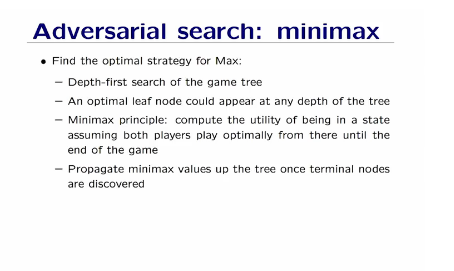 Adversarial search: minimax
• Find the optimal strategy for Max:
– Depth-first search of the game tree
– An optimal leaf node could appear at any depth of the tree
– Minimax principle: compute the utility of being in a state
assuming both players play optimally from there until the
end of the game
– Propagate minimax values up the tree once terminal nodes
are discovered